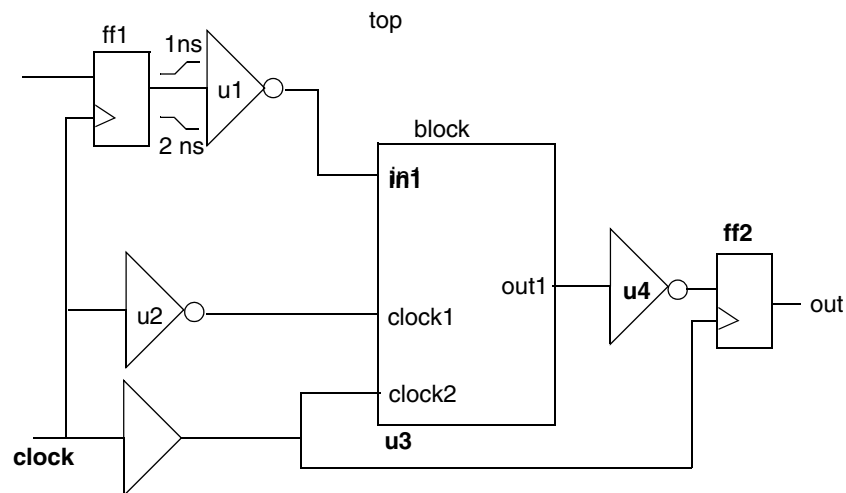 top
ff1
1ns
u1
2 ns
block
in1
ff2
out1
u4
out
u2
clock1
clock2
u3
clock